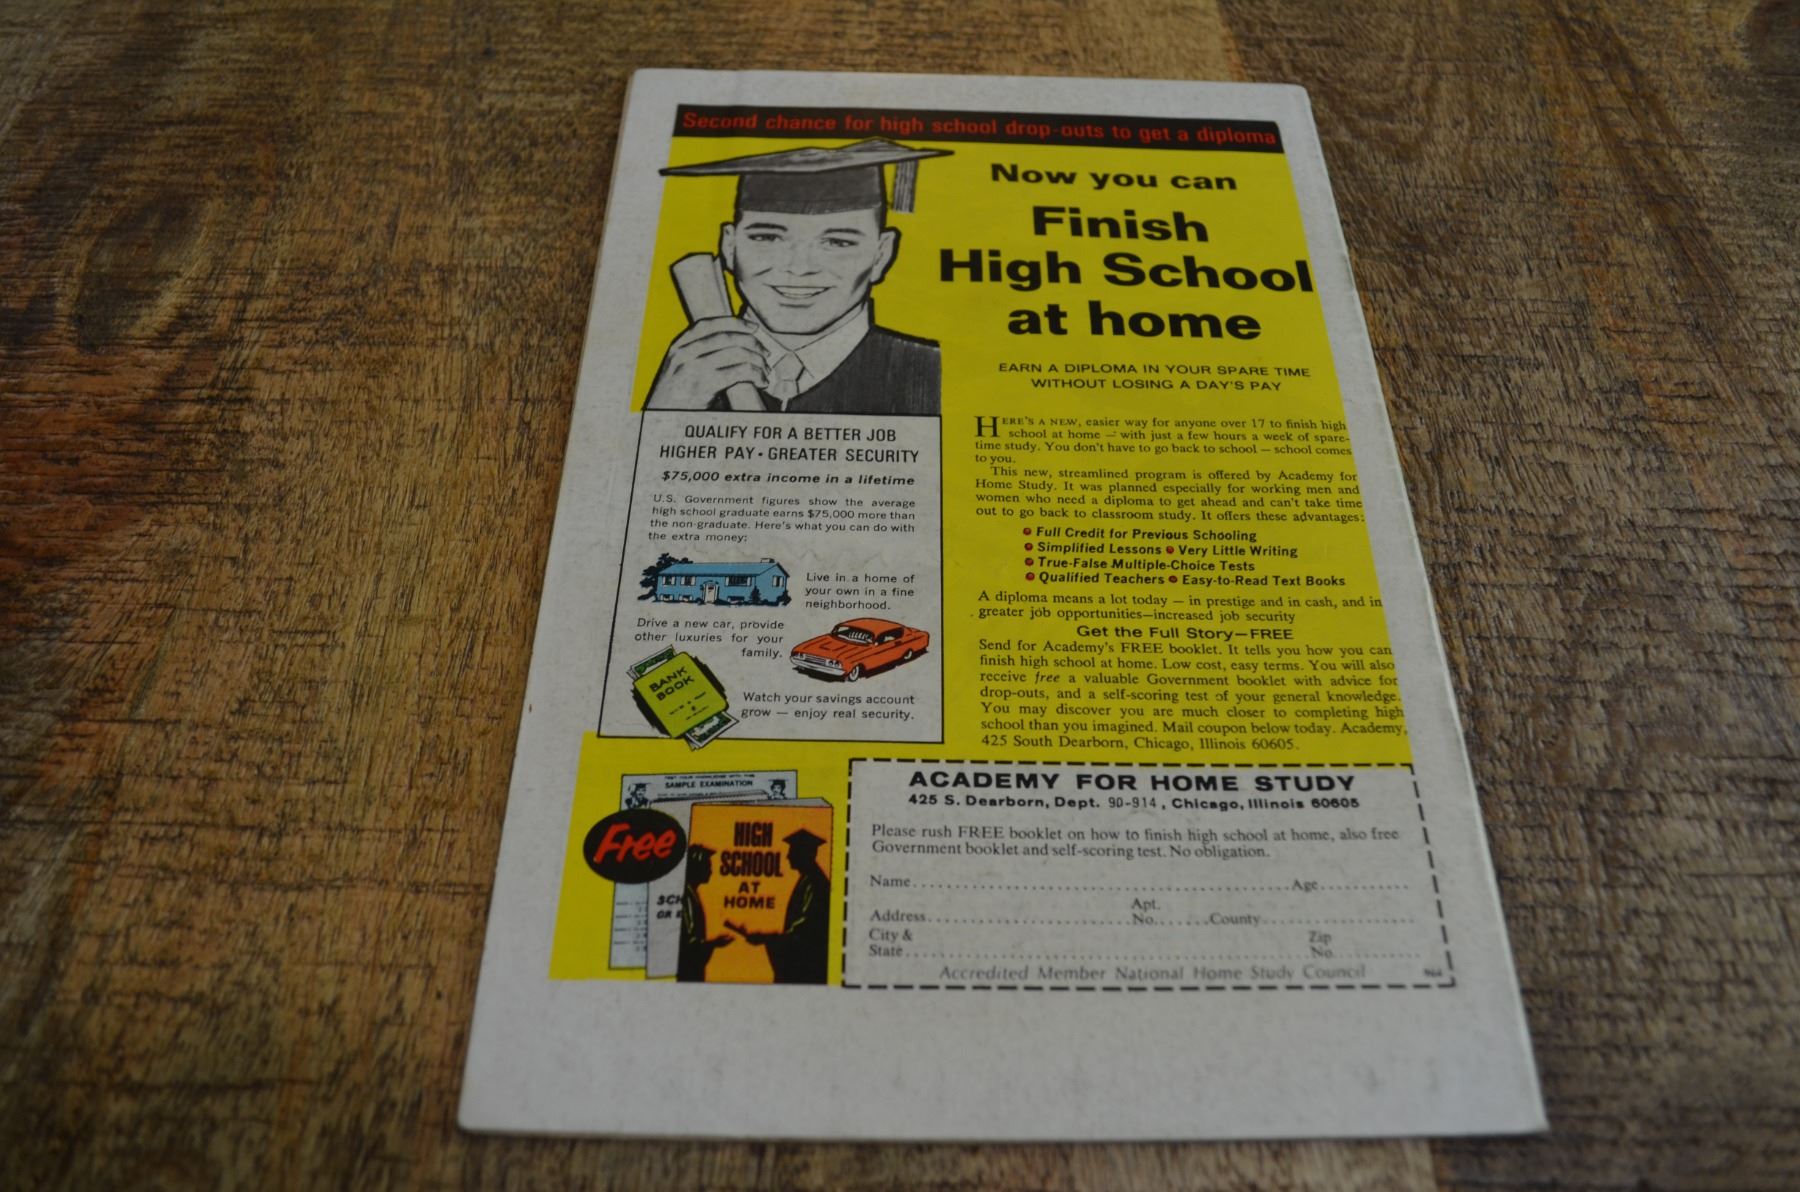 Second chance for high school drop-outs to get a diploma
Now you can
Finish
High School
at home
EARN A DIPLOMA IN YOUR SPARE TIME
WITHOUT LOSING A DAY'S PAY
QUALIFY FOR A BETTER JOB
HIGHER PAY • GREATER SECURITY
$75,000 extra income in a lifetime
U.S. Government figures show the average
high school graduate earns $75,000 more than
the non-graduate. Here's what you can do with
the extra money:
Live in a home of
your own in a fine
neighborhood.
Drive a new car, provide
other luxuries for your
family.
BANK
BOOK
Watch your savings account
grow — enjoy real security.
HERE'S A NEW, easier way for anyone over 17 to finish high
school at home — with just a few hours a week of spare-
time study. You don't have to go back to school — school comes
to you.
This new, streamlined program is offered by Academy for
Home Study. It was planned especially for working men and
women who need a diploma to get ahead and can't take time
out to go back to classroom study. It offers these advantages:
• Full Credit for Previous Schooling
• Simplified Lessons • Very Little Writing
• True-False Multiple-Choice Tests
• Qualified Teachers • Easy-to-Read Text Books
A diploma means a lot today — in prestige and in cash, and in
greater job opportunities—increased job security
Get the Full Story—FREE
Send for Academy's FREE booklet. It tells you how you can
finish high school at home. Low cost, easy terms. You will also
receive free a valuable Government booklet with advice for
drop-outs, and a self-scoring test of your general knowledge.
You may discover you are much closer to completing high
school than you imagined. Mail coupon below today. Academy,
425 South Dearborn, Chicago, Illinois 60605.
TEST YOUR KNOWLEDGE WITH THIS
SAMPLE EXAMINATION
Free
HIGH
SCHOOL
AT
HOME
SCH
OR
ACADEMY FOR HOME STUDY
425 S. Dearborn, Dept. 90-914, Chicago, Illinois 60605
Please rush FREE booklet on how to finish high school at home, also free
Government booklet and self-scoring test. No obligation.
Name Age
Apt.
Address No. County
City & Zip
State No.
Accredited Member National Home Study Council